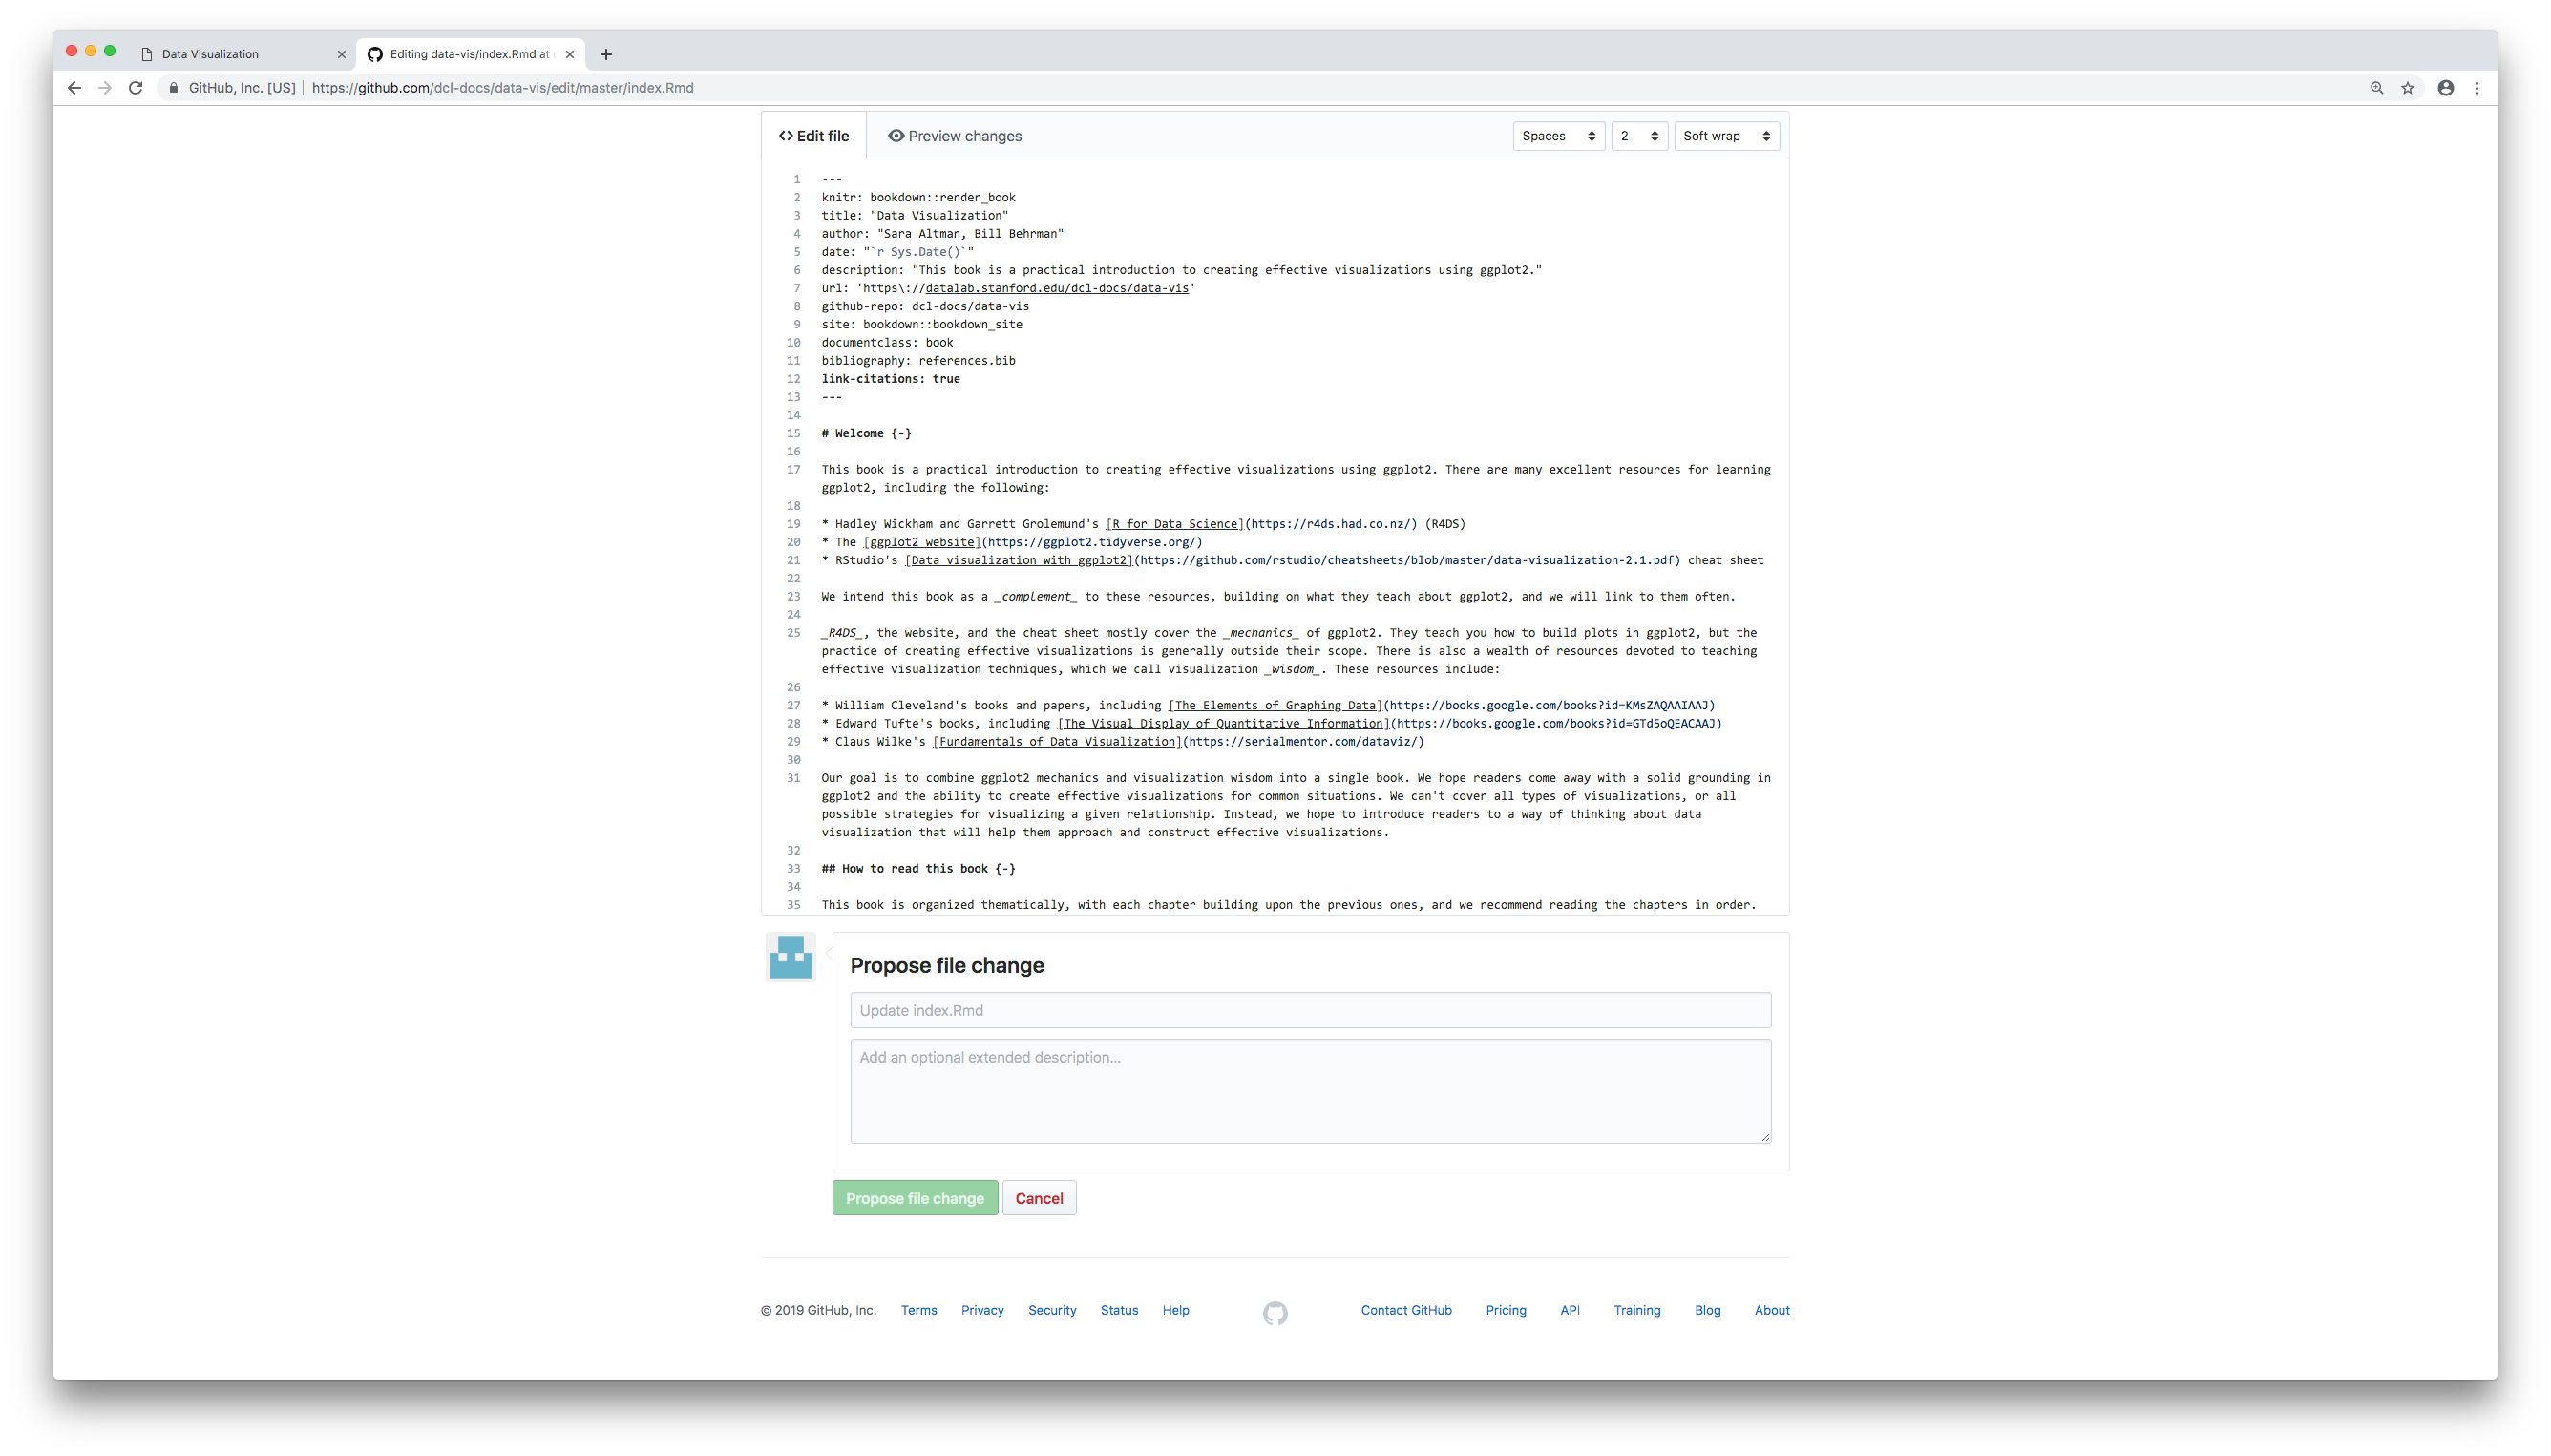 Data Visualization
Editing data-vis/index.Rmd at
GitHub, Inc. [US] | https://github.com/dcl-docs/data-vis/edit/master/index.Rmd
<> Edit file
Preview changes
Spaces
2
Soft wrap
1 ---
2 knitr: bookdown::render_book
3 title: "Data Visualization"
4 author: "Sara Altman, Bill Behrman"
5 date: "`r Sys.Date()`"
6 description: "This book is a practical introduction to creating effective visualizations using ggplot2."
7 url: 'https\://datalab.stanford.edu/dcl-docs/data-vis'
8 github-repo: dcl-docs/data-vis
9 site: bookdown::bookdown_site
10 documentclass: book
11 bibliography: references.bib
12 link-citations: true
13 ---
14
15 # Welcome {-}
16
17 This book is a practical introduction to creating effective visualizations using ggplot2. There are many excellent resources for learning
ggplot2, including the following:
18
19 * Hadley Wickham and Garrett Grolemund's [R for Data Science](https://r4ds.had.co.nz/) (R4DS)
20 * The [ggplot2 website](https://ggplot2.tidyverse.org/)
21 * RStudio's [Data visualization with ggplot2](https://github.com/rstudio/cheatsheets/blob/master/data-visualization-2.1.pdf) cheat sheet
22
23 We intend this book as a _complement_ to these resources, building on what they teach about ggplot2, and we will link to them often.
24
25 _R4DS_, the website, and the cheat sheet mostly cover the _mechanics_ of ggplot2. They teach you how to build plots in ggplot2, but the
practice of creating effective visualizations is generally outside their scope. There is also a wealth of resources devoted to teaching
effective visualization techniques, which we call visualization _wisdom_. These resources include:
26
27 * William Cleveland's books and papers, including [The Elements of Graphing Data](https://books.google.com/books?id=KMsZAQAAIAAJ)
28 * Edward Tufte's books, including [The Visual Display of Quantitative Information](https://books.google.com/books?id=GTd5oQEACAAJ)
29 * Claus Wilke's [Fundamentals of Data Visualization](https://serialmentor.com/dataviz/)
30
31 Our goal is to combine ggplot2 mechanics and visualization wisdom into a single book. We hope readers come away with a solid grounding in
ggplot2 and the ability to create effective visualizations for common situations. We can't cover all types of visualizations, or all
possible strategies for visualizing a given relationship. Instead, we hope to introduce readers to a way of thinking about data
visualization that will help them approach and construct effective visualizations.
32
33 ## How to read this book {-}
34
35 This book is organized thematically, with each chapter building upon the previous ones, and we recommend reading the chapters in order.
Propose file change
Update index.Rmd
Add an optional extended description...
Propose file change
Cancel
© 2019 GitHub, Inc. Terms Privacy Security Status Help Contact GitHub Pricing API Training Blog About